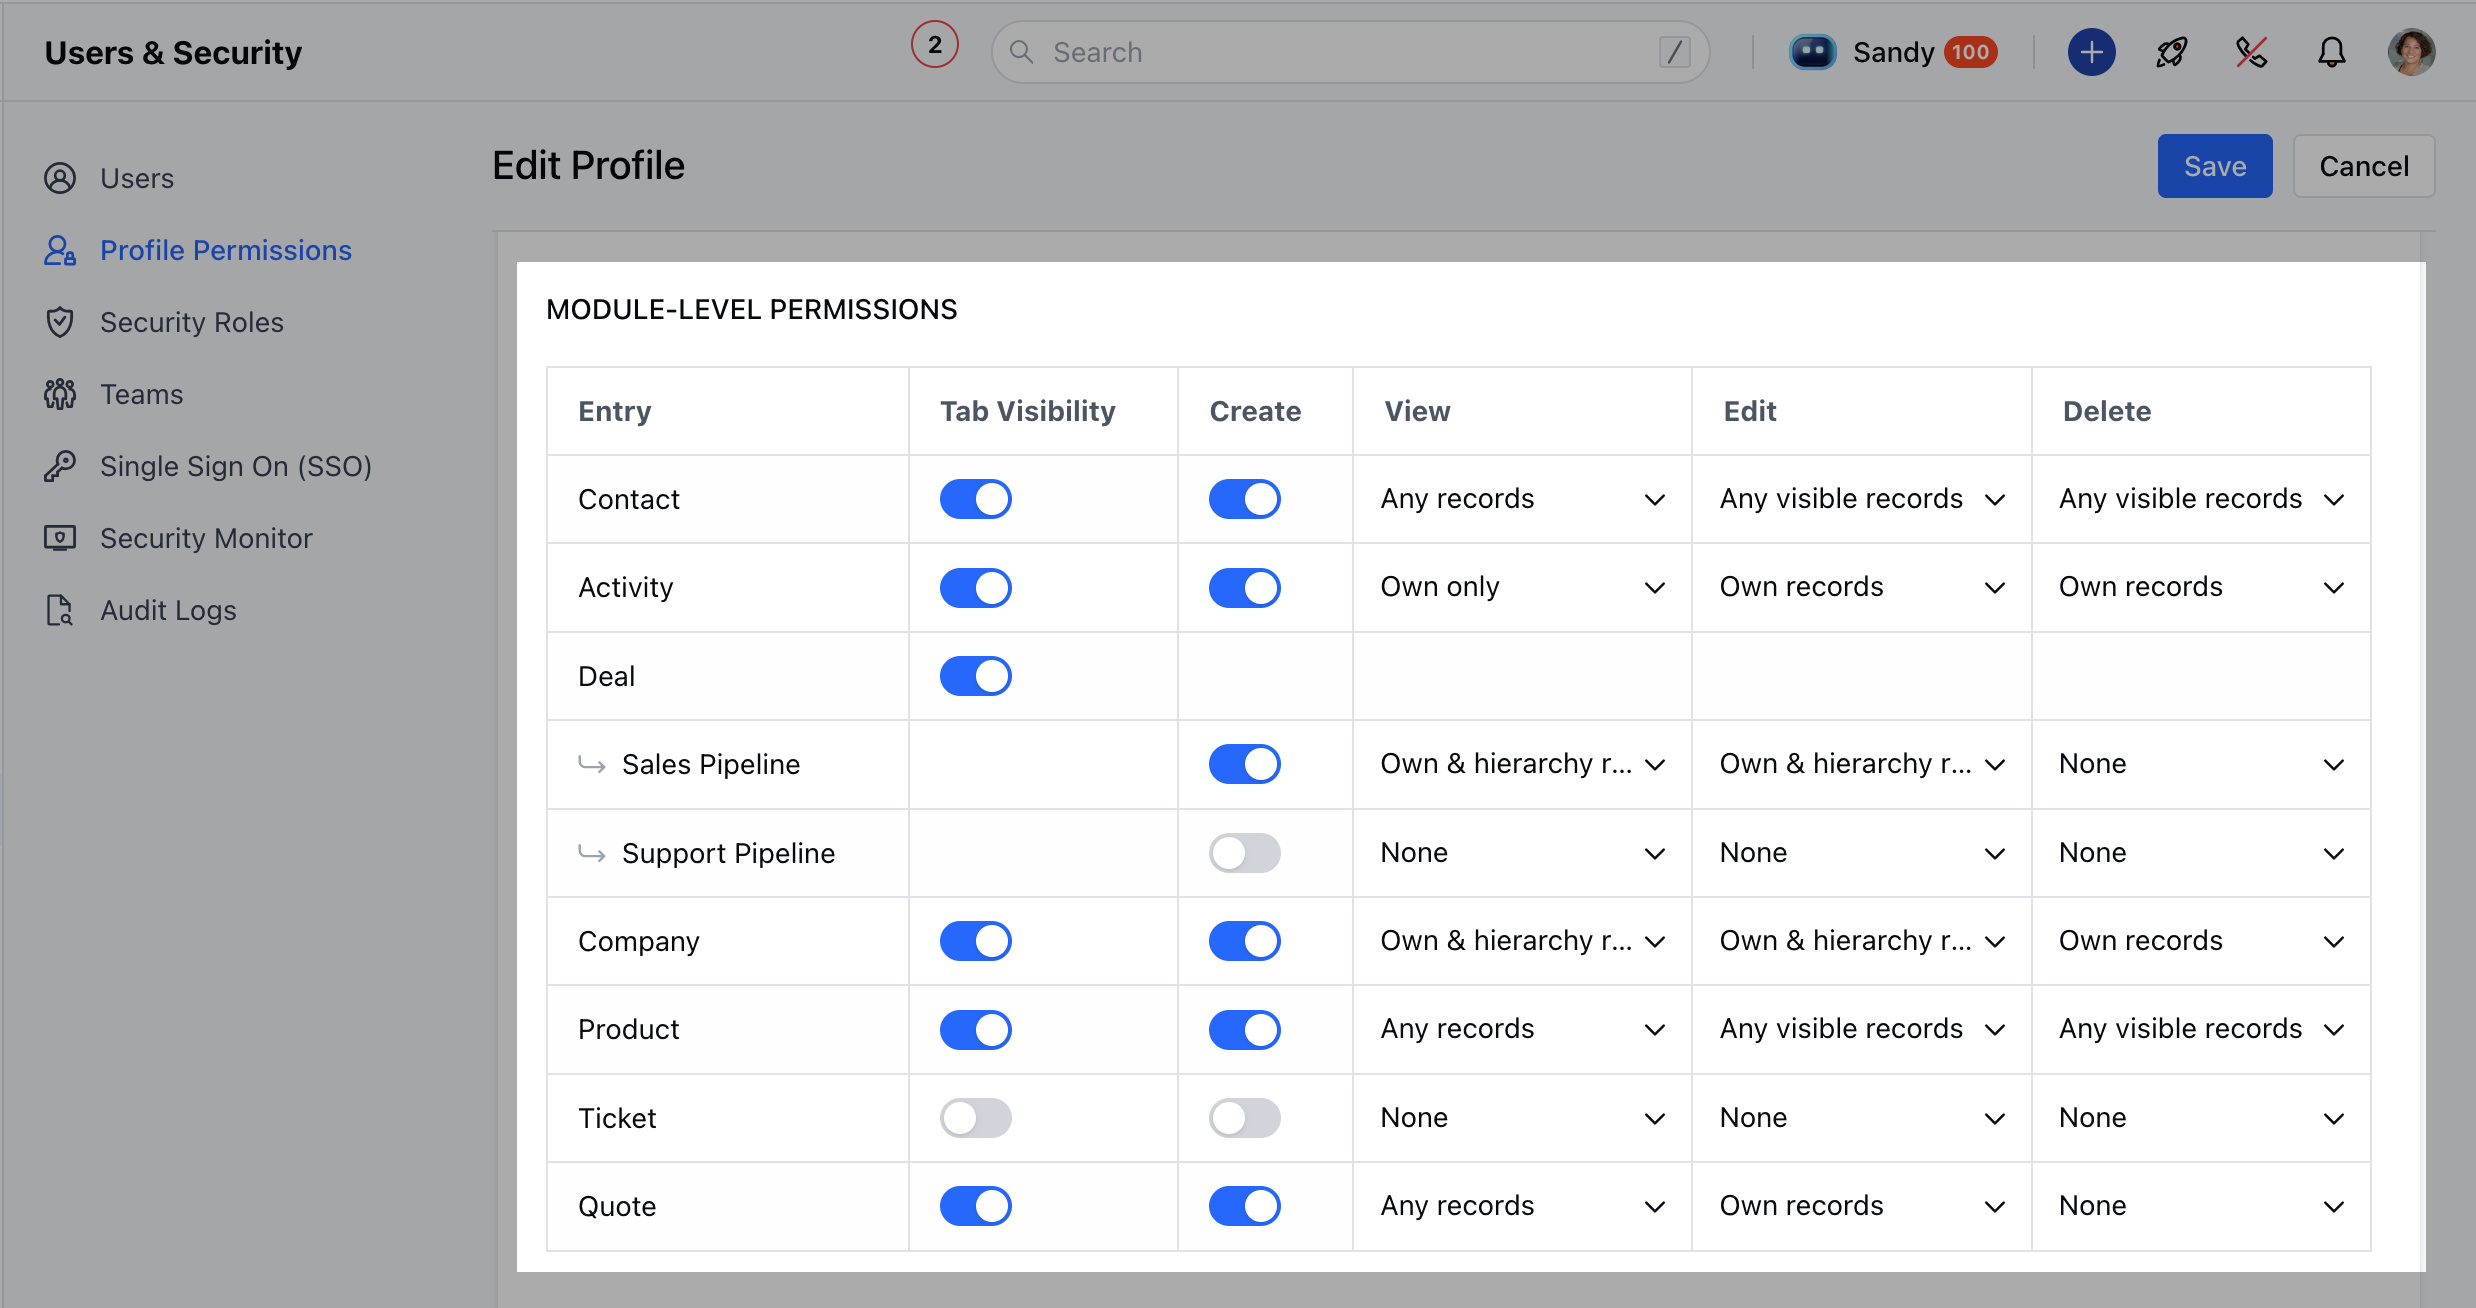 Users & Security
2
Search
/
Sandy 100
Users
Profile Permissions
Security Roles
Teams
Single Sign On (SSO)
Security Monitor
Audit Logs
Edit Profile
Save
Cancel
MODULE-LEVEL PERMISSIONS
Entry Tab Visibility Create View Edit Delete
Contact Any records Any visible records Any visible records
Activity Own only Own records Own records
Deal
Sales Pipeline Own & hierarchy r... Own & hierarchy r... None
Support Pipeline None None None
Company Own & hierarchy r... Own & hierarchy r... Own records
Product Any records Any visible records Any visible records
Ticket None None None
Quote Any records Own records None